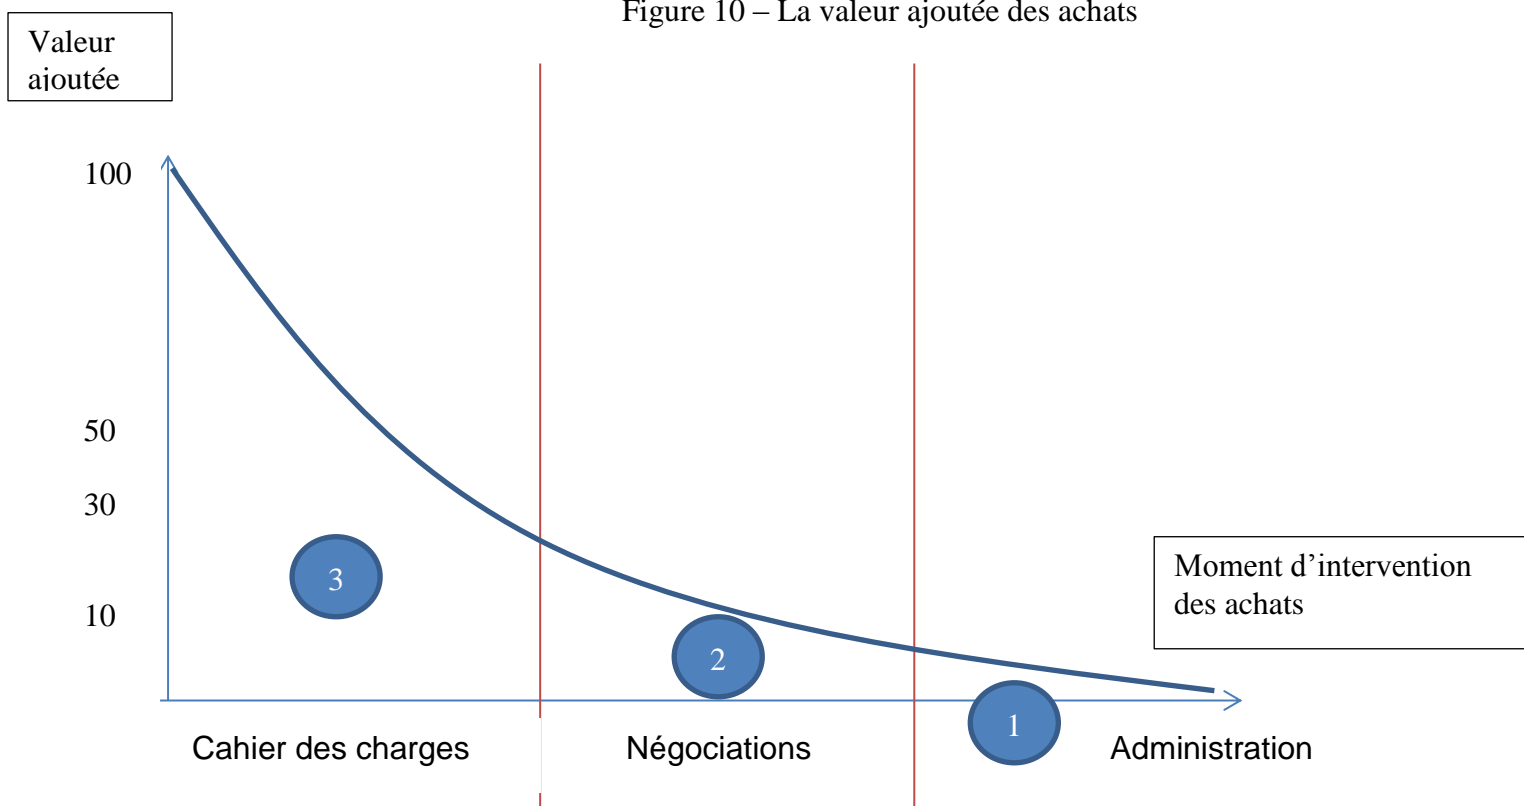 Figure 10 – La valeur ajoutée des achats
Valeur
ajoutée
100
50
30
10
3
2
1
Moment d'intervention
des achats
Cahier des charges
Négociations
Administration